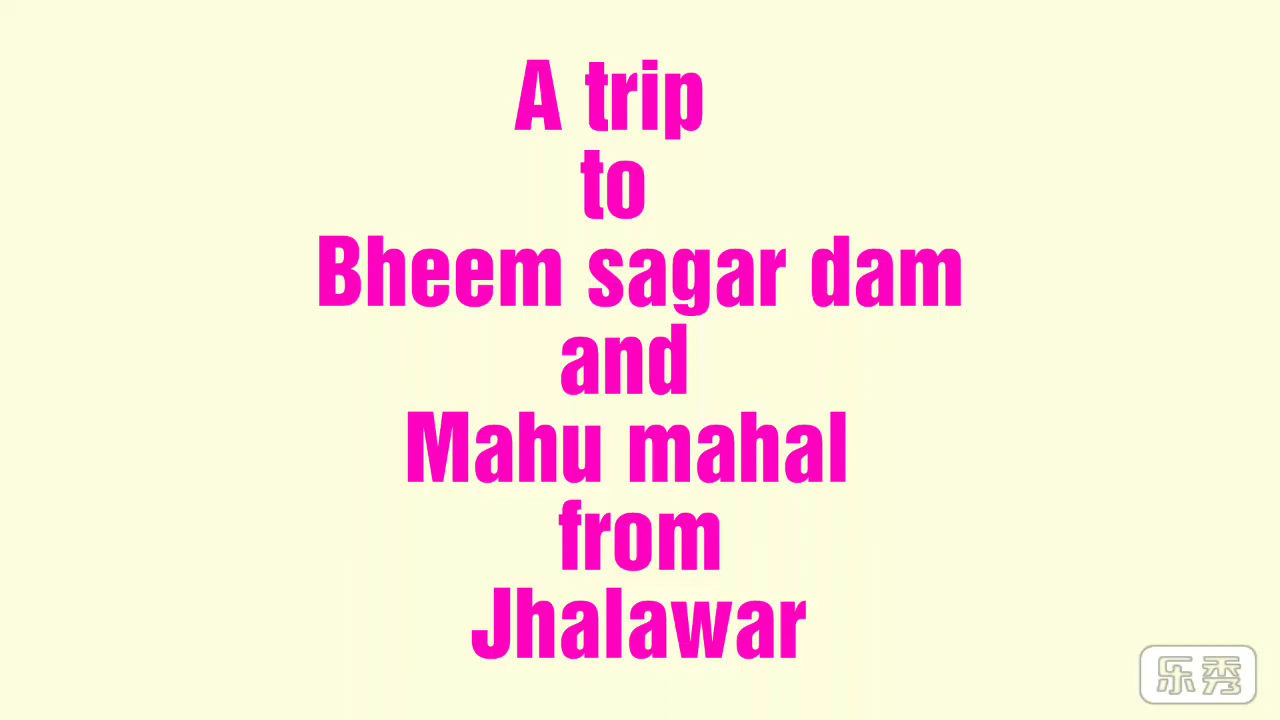 A trip
to
Bheem sagar dam
and
Mahu mahal
from
Jhalawar
乐秀